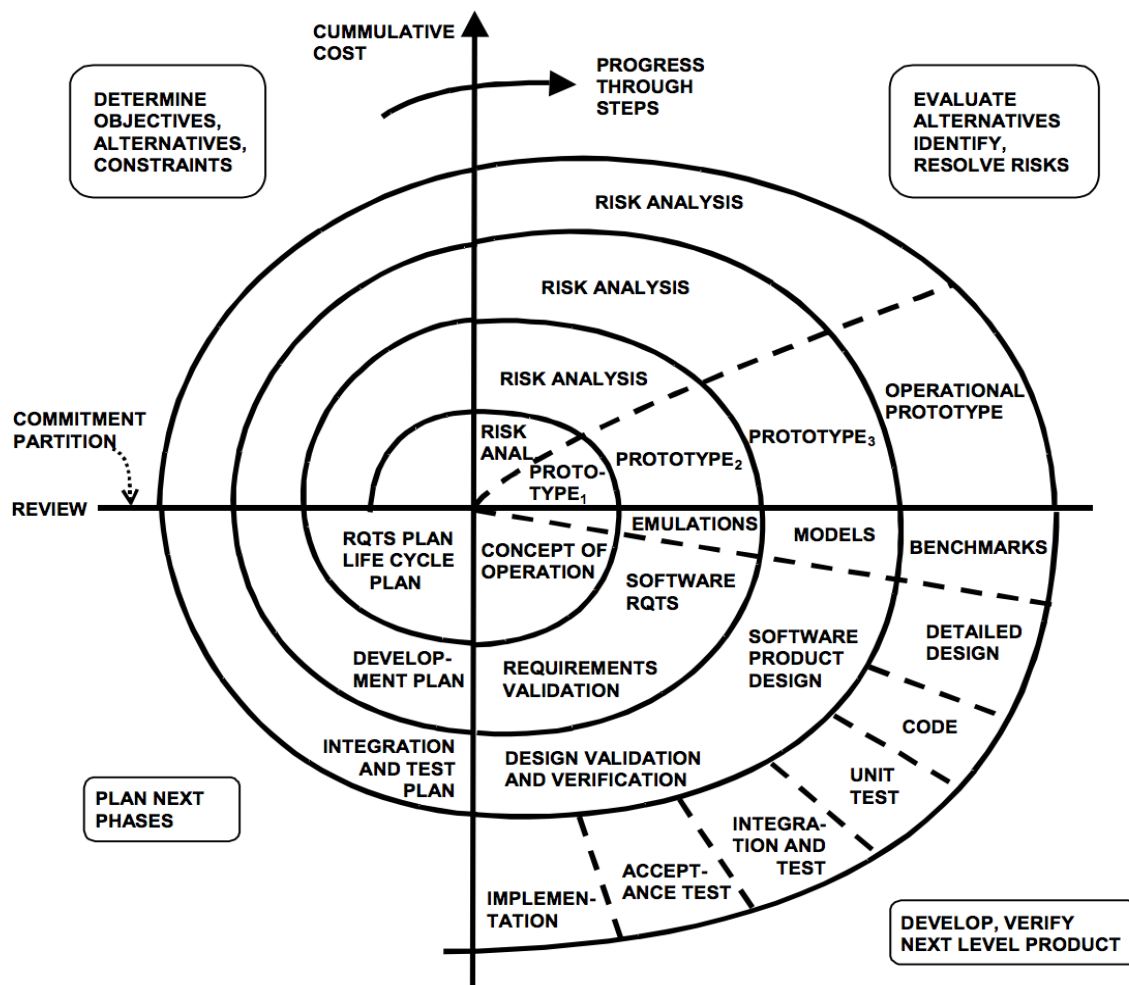 CUMMULATIVE
COST
PROGRESS
THROUGH
STEPS
DETERMINE
OBJECTIVES,
ALTERNATIVES,
CONSTRAINTS
EVALUATE
ALTERNATIVES
IDENTIFY,
RESOLVE RISKS
RISK ANALYSIS
RISK ANALYSIS
RISK ANALYSIS
RISK
ANAL.
PROTO-
TYPE1
PROTOTYPE2
PROTOTYPE3
OPERATIONAL
PROTOTYPE
COMMITMENT
PARTITION
REVIEW
EMULATIONS
MODELS
BENCHMARKS
RQTS PLAN
LIFE CYCLE
PLAN
CONCEPT OF
OPERATION
SOFTWARE
RQTS
SOFTWARE
PRODUCT
DESIGN
DETAILED
DESIGN
DEVELOP-
MENT PLAN
REQUIREMENTS
VALIDATION
CODE
INTEGRATION
AND TEST
PLAN
DESIGN VALIDATION
AND VERIFICATION
UNIT
TEST
PLAN NEXT
PHASES
INTEGRA-
TION AND
TEST
ACCEPT-
ANCE TEST
IMPLEMEN-
TATION
DEVELOP, VERIFY
NEXT LEVEL PRODUCT